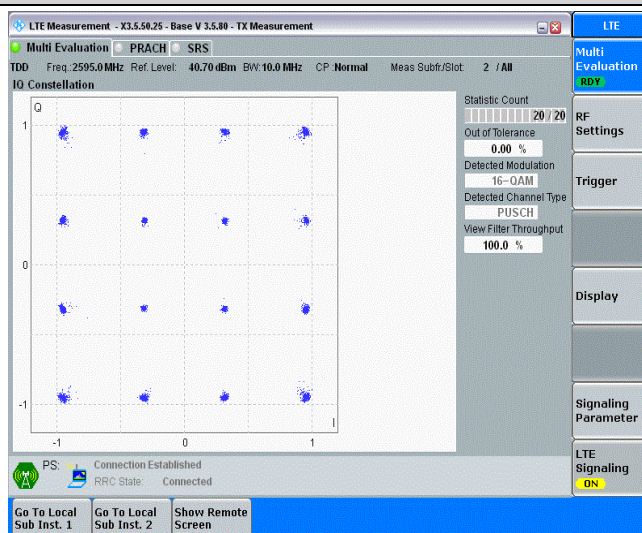 LTE Measurement - X3.5.50.25 - Base V 3.5.80 - TX Measurement
LTE
Multi Evaluation PRACH SRS
TDD Freq.:2595.0 MHz Ref. Level: 40.70 dBm BW:10.0 MHz CP :Normal Meas Subfr./Slot: 2 / All
IQ Constellation
Q
1
0
-1
-1 0 1
I
Statistic Count
20 / 20
Out of Tolerance
0.00 %
Detected Modulation
16-QAM
Detected Channel Type
PUSCH
View Filter Throughput
100.0 %
Multi
Evaluation
RDY
RF
Settings
Trigger
Display
Signaling
Parameter
LTE
Signaling
ON
PS: Connection Established
RRC State: Connected
Go To Local
Sub Inst. 1
Go To Local
Sub Inst. 2
Show Remote
Screen